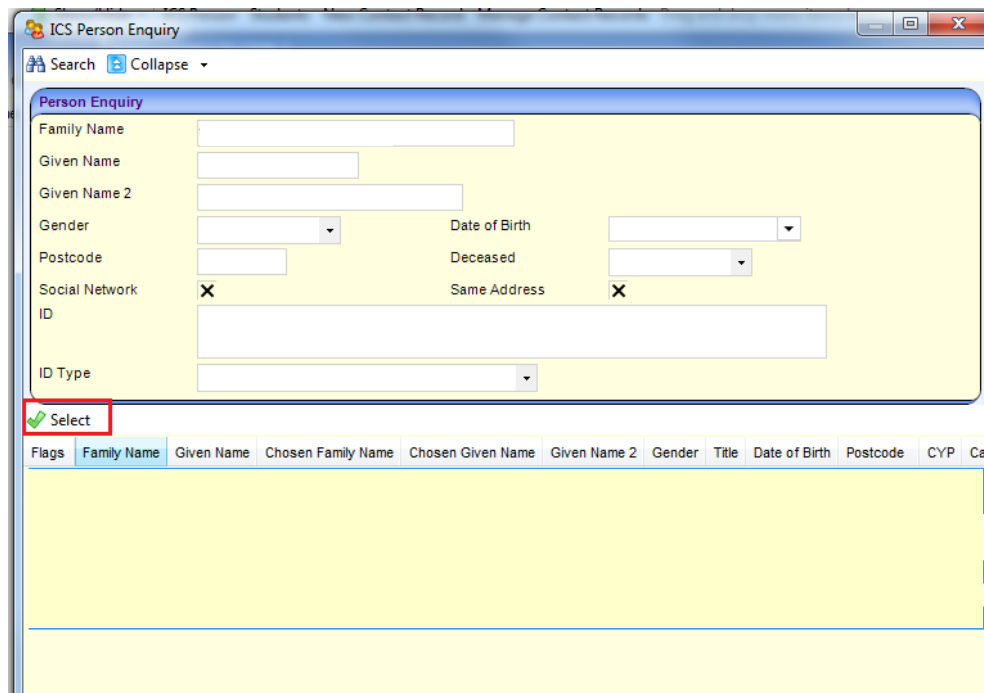 ICS Person Enquiry
Search Collapse
Person Enquiry
Family Name
Given Name
Given Name 2
Gender Date of Birth
Postcode Deceased
Social Network Same Address
ID
ID Type
Select
Flags Family Name Given Name Chosen Family Name Chosen Given Name Given Name 2 Gender Title Date of Birth Postcode CYP Ca